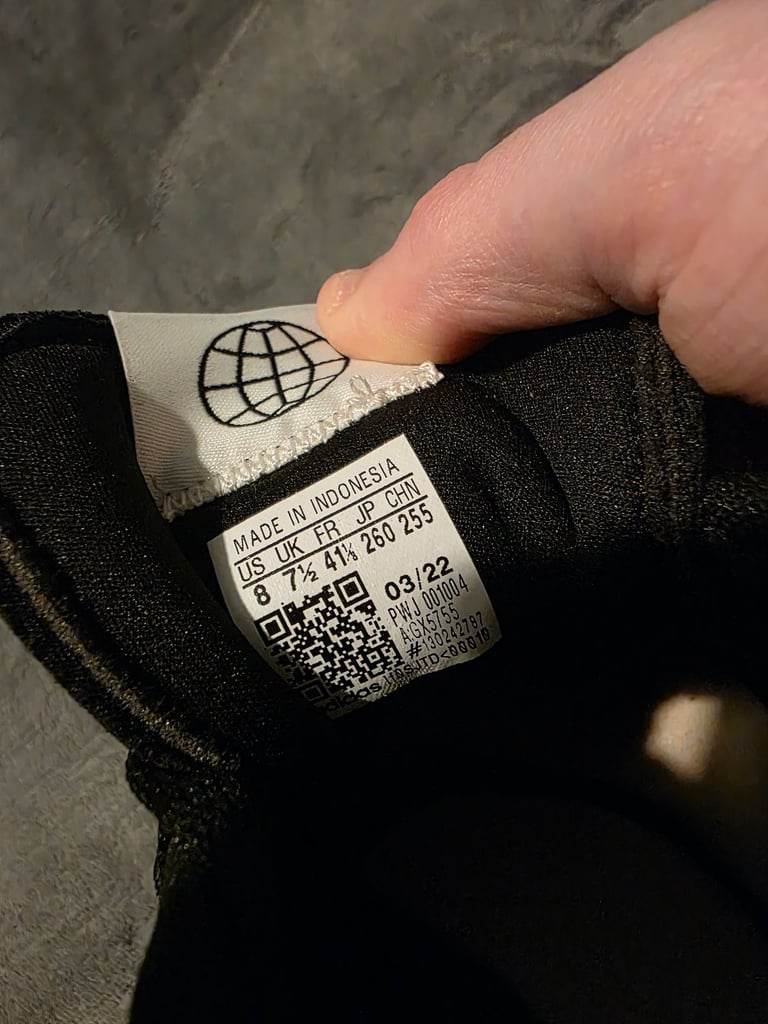 MADE IN INDONESIA
US UK FR JP CHN
8 7½ 41⅓ 260 255
03/22
PWJ 001004
A:GX5755
#130242787
adidas